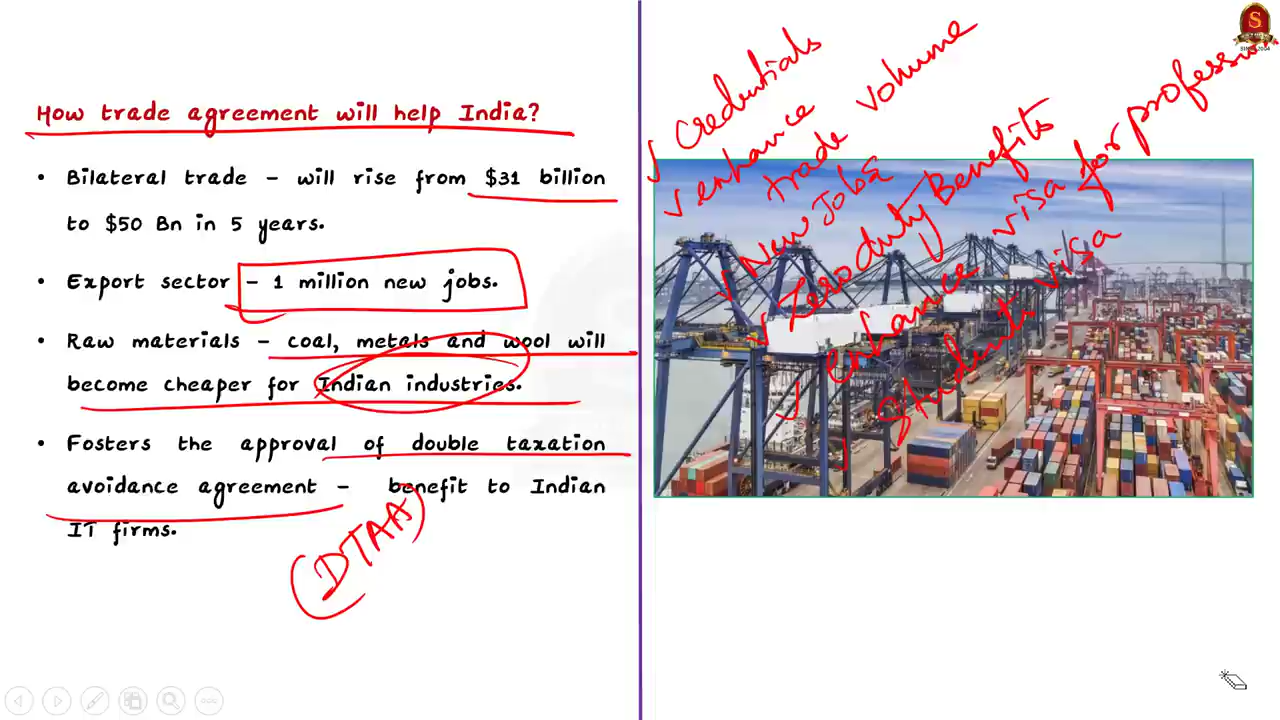 How trade agreement will help India?
• Bilateral trade – will rise from $31 billion
to $50 Bn in 5 years.
• Export sector – 1 million new jobs.
• Raw materials – coal, metals and wool will
become cheaper for Indian industries.
• Fosters the approval of double taxation
avoidance agreement – benefit to Indian
IT firms.
(DTAA)
✓ Credentials
✓ enhance
trade volume
✓ New Jobs
✓ Zero duty Benefits
✓ enhance visa for
✓ Students visa